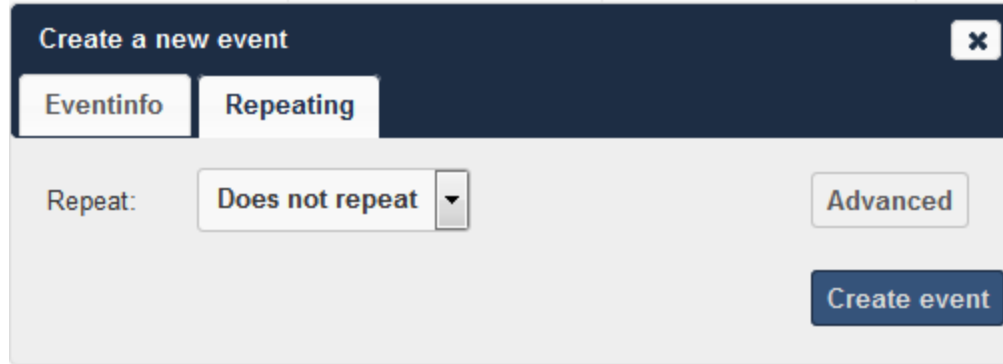 Create a new event
Eventinfo Repeating
Repeat: Does not repeat Advanced
Create event